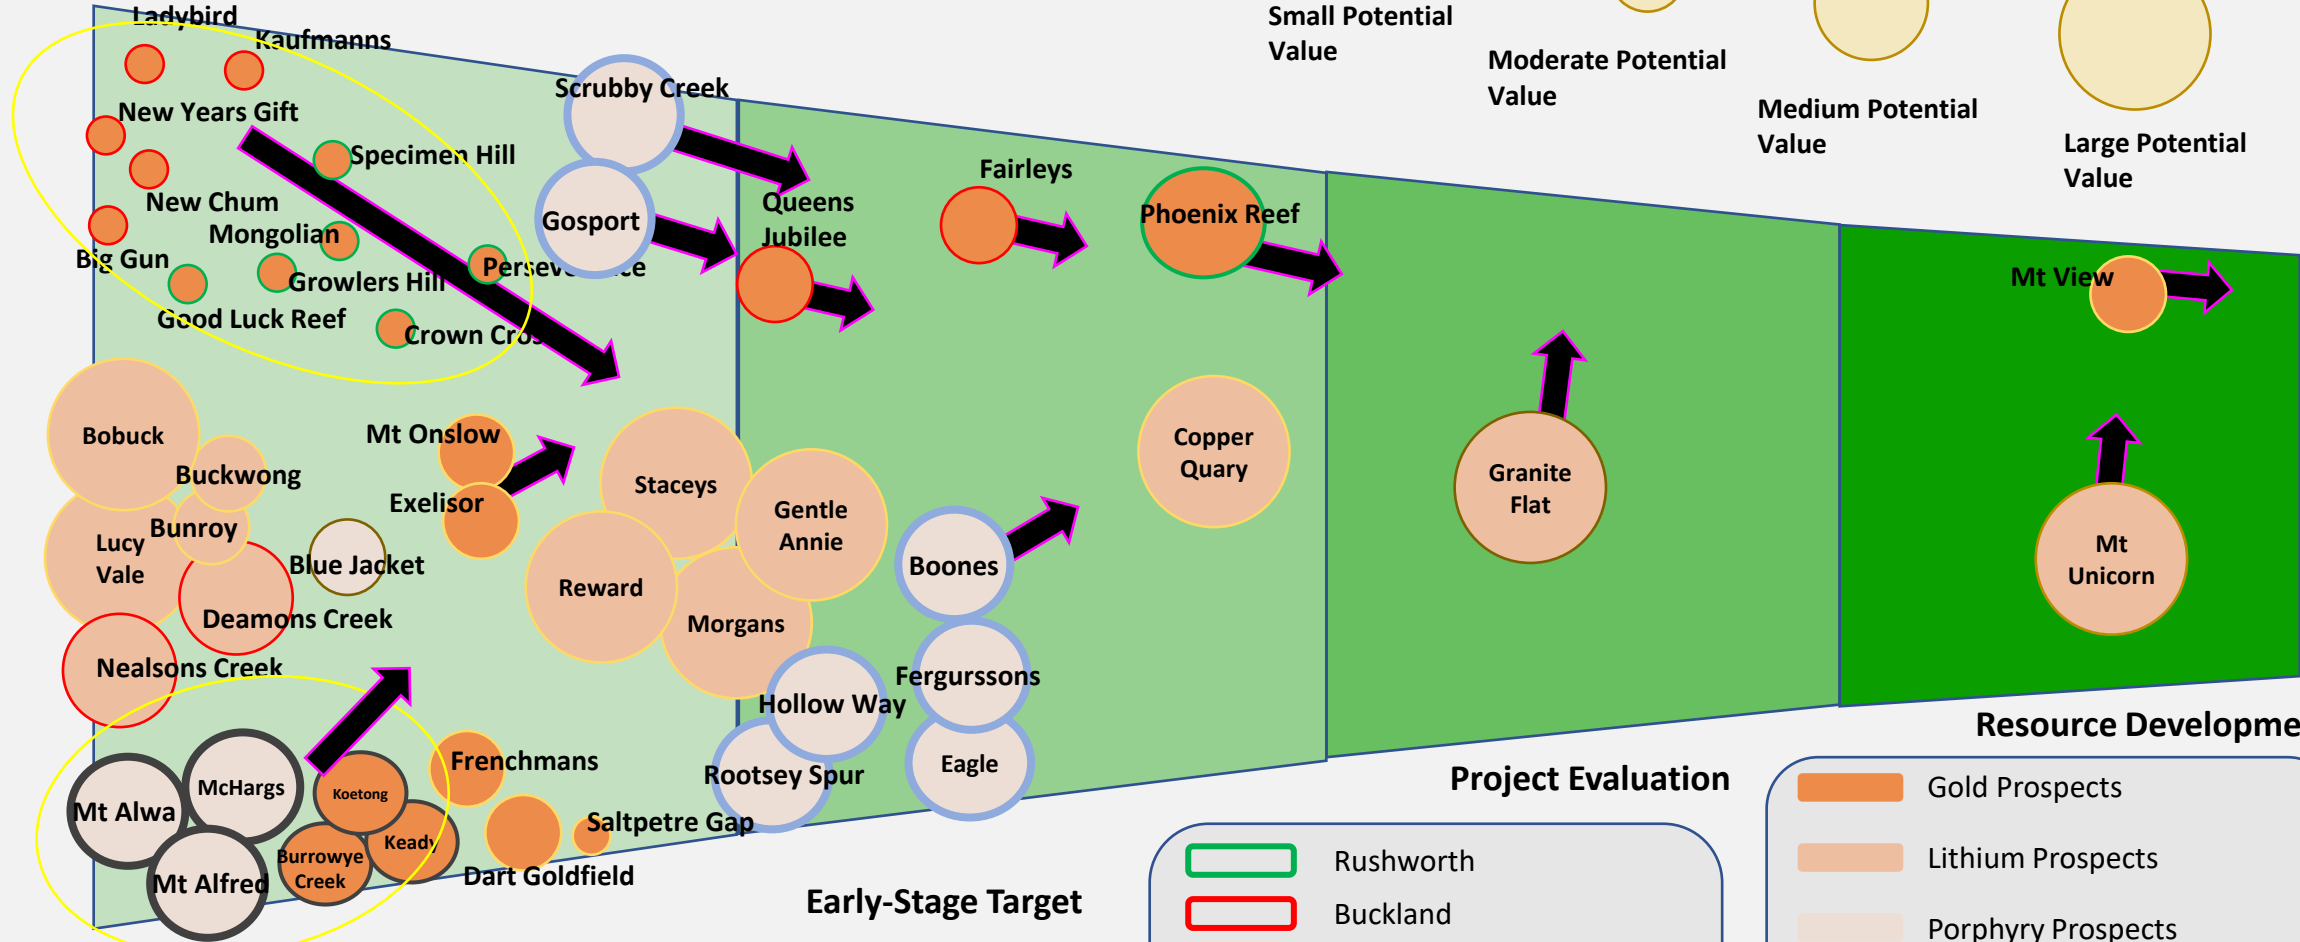 Ladybird
Kaufmanns
New Years Gift
Specimen Hill
New Chum
Mongolian
Big Gun
Growlers Hill
Good Luck Reef
Crown
Scrubby Creek
Gosport
Queens
Jubilee
Fairleys
Phoenix Reef
Mt View
Small Potential
Value
Moderate Potential
Value
Medium Potential
Value
Large Potential
Value
Bobuck
Buckwong
Bunroy
Lucy
Vale
Blue Jacket
Deamons Creek
Nealsons Creek
Mt Onslow
Exelisor
Staceys
Gentle
Annie
Reward
Morgans
Boones
Fergurssons
Hollow Way
Rootsey Spur
Eagle
Copper
Quary
Granite
Flat
Mt
Unicorn
Mt Alwa
McHargs
Mt Alfred
Koetong
Keady
Burrowye
Creek
Frenchmans
Saltpetre Gap
Dart Goldfield
Early-Stage Target
Project Evaluation
Resource Developme
Rushworth
Buckland
Gold Prospects
Lithium Prospects
Porphyry Prospects